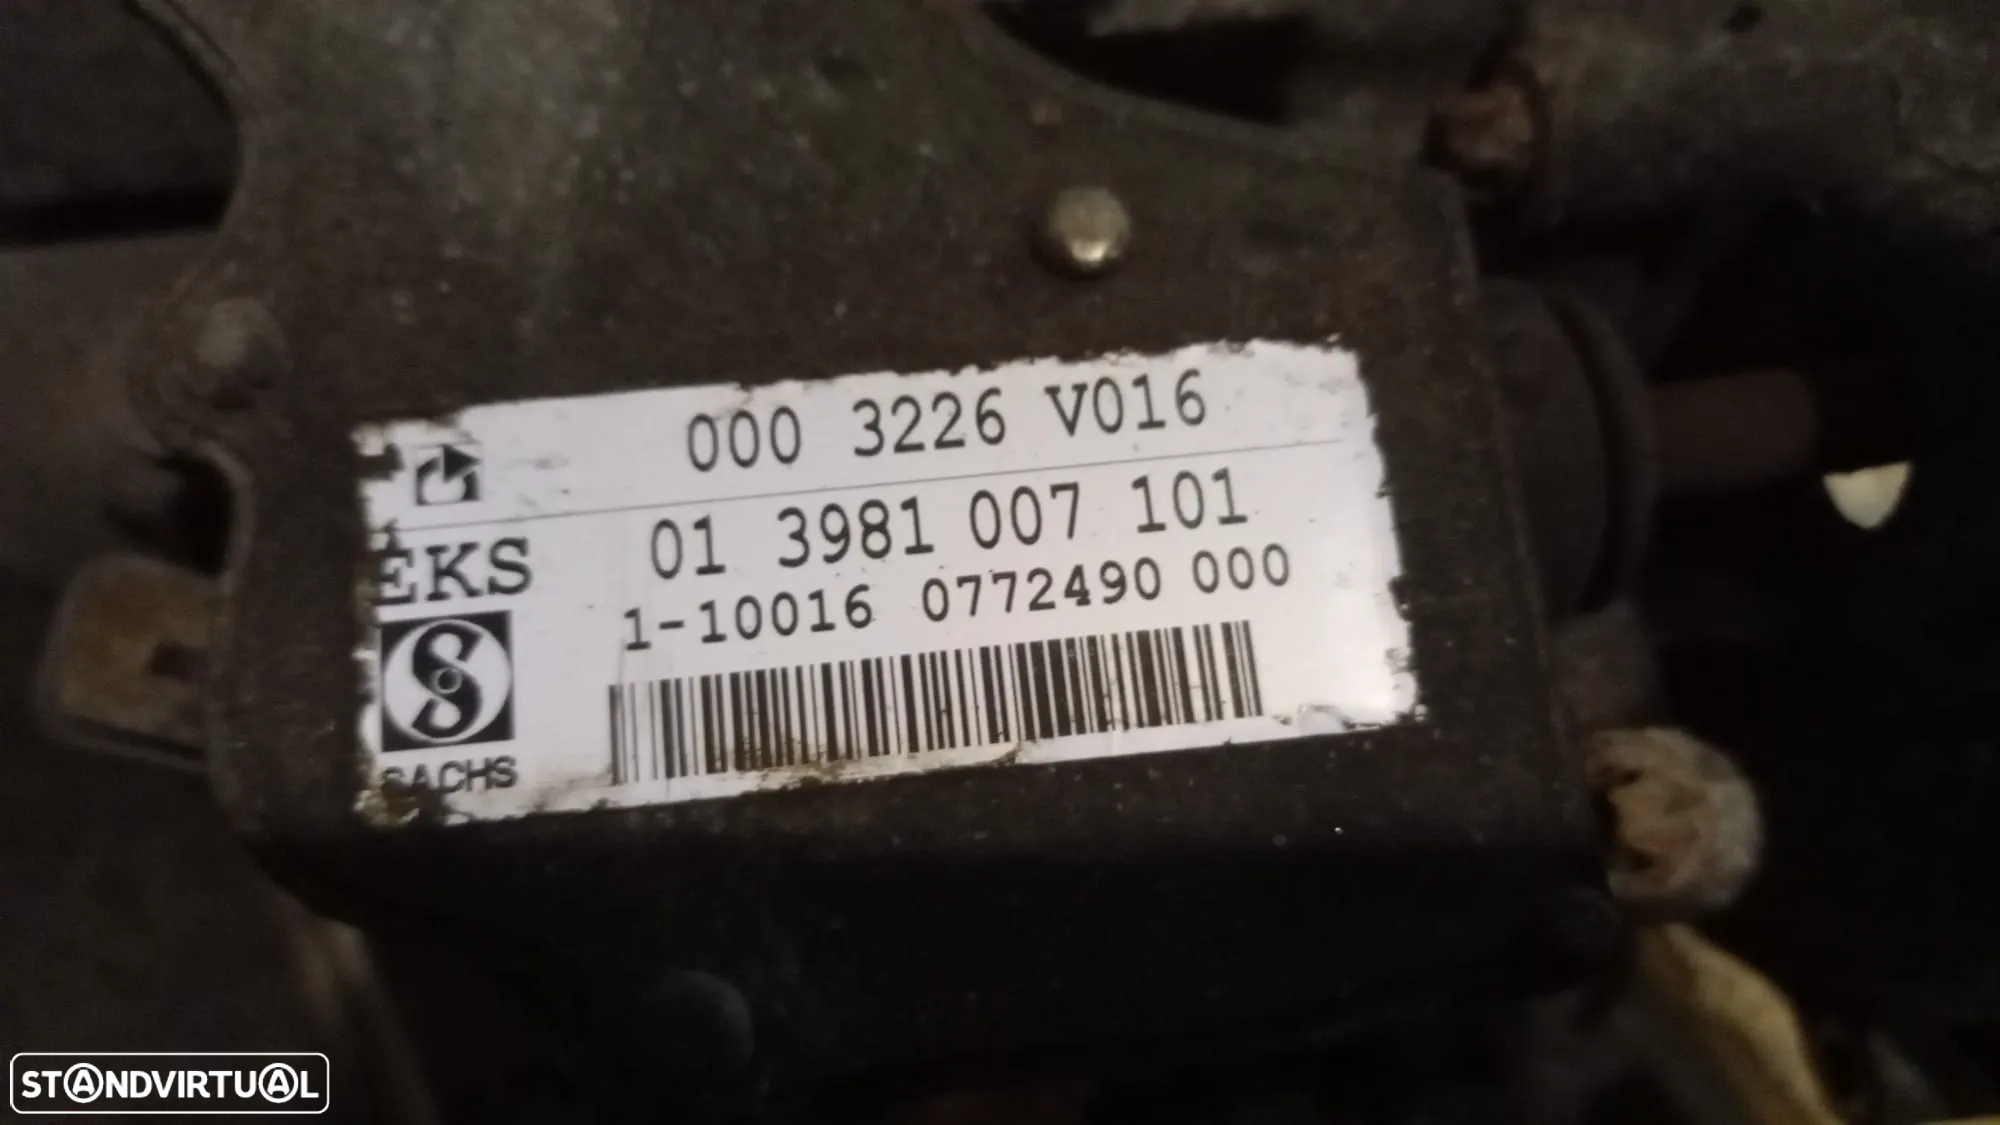 000 3226 V016
EKS
01 3981 007 101
1-10016 0772490 000
SACHS
STANDVIRTUAL